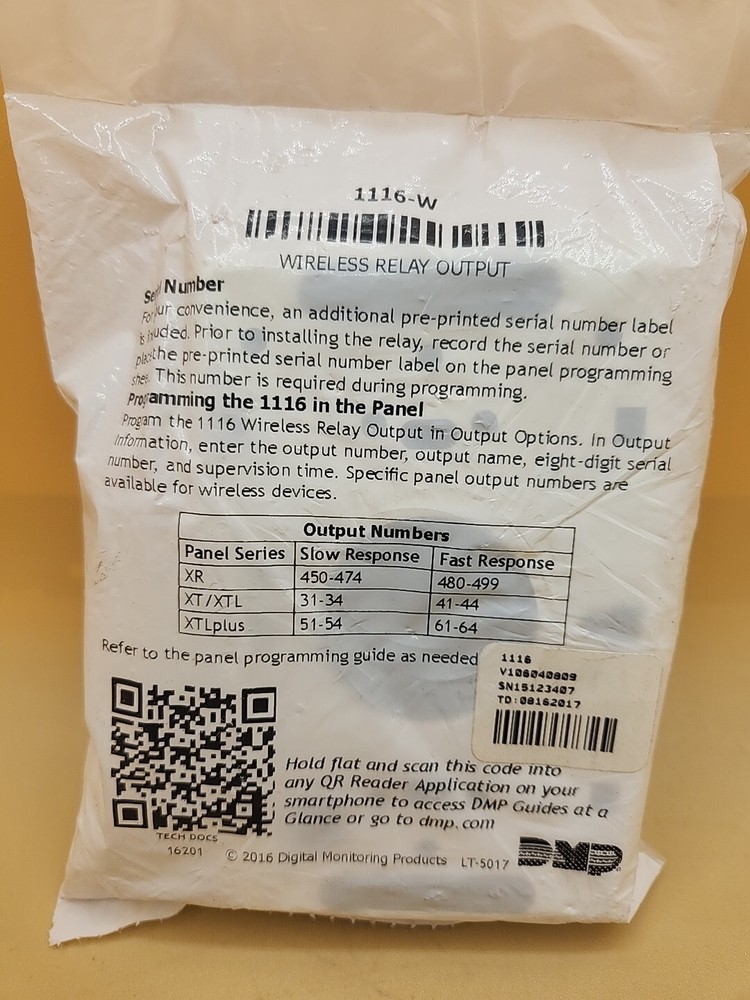 1116-W
WIRELESS RELAY OUTPUT
Number
convenience, an additional pre-printed serial number label
Prior to installing the relay, record the serial number or
the pre-printed serial number label on the panel programming
This number is required during programming.
Programming the 1116 in the Panel
Program the 1116 Wireless Relay Output in Output Options. In Output
Information, enter the output number, output name, eight-digit serial
number, and supervision time. Specific panel output numbers are
available for wireless devices.
Output Numbers
Panel Series Slow Response Fast Response
XR 450-474 480-499
XT/XTL 31-34 41-44
XTLplus 51-54 61-64
Refer to the panel programming guide as needed
1116
V106040809
SN15123407
TD:08162017
Hold flat and scan this code into
any QR Reader Application on your
smartphone to access DMP Guides at a
Glance or go to dmp.com
TECH DOCS
16201
© 2016 Digital Monitoring Products LT-5017
DMP